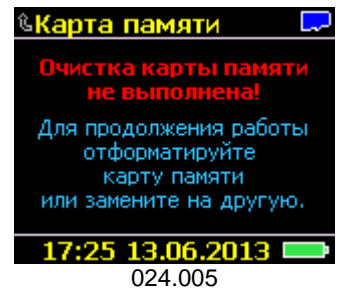 Карта памяти
Очистка карты памяти
не выполнена!
Для продолжения работы
отформатируйте
карту памяти
или замените на другую.
17:25 13.06.2013
024.005